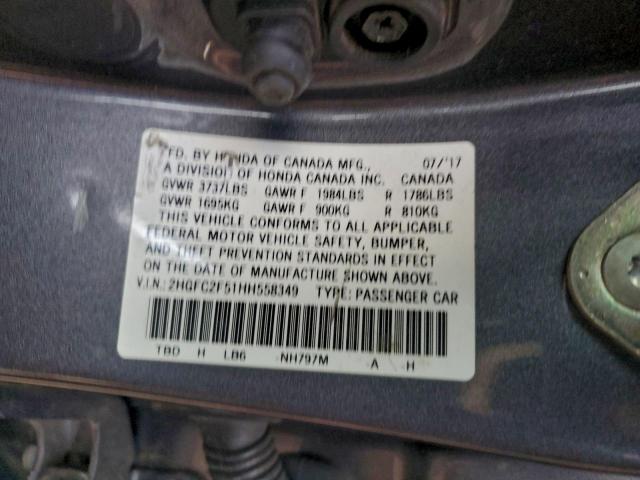 MFD. BY HONDA OF CANADA MFG., 07/'17
A DIVISION OF HONDA CANADA INC. CANADA
GVWR 3737LBS GAWR F 1984LBS R 1786LBS
GVWR 1695KG GAWR F 900KG R 810KG
THIS VEHICLE CONFORMS TO ALL APPLICABLE
FEDERAL MOTOR VEHICLE SAFETY, BUMPER,
AND THEFT PREVENTION STANDARDS IN EFFECT
ON THE DATE OF MANUFACTURE SHOWN ABOVE.
V.I.N.: 2HGFC2F51HH558349 TYPE: PASSENGER CAR
TBD H LB6 NH797M A H